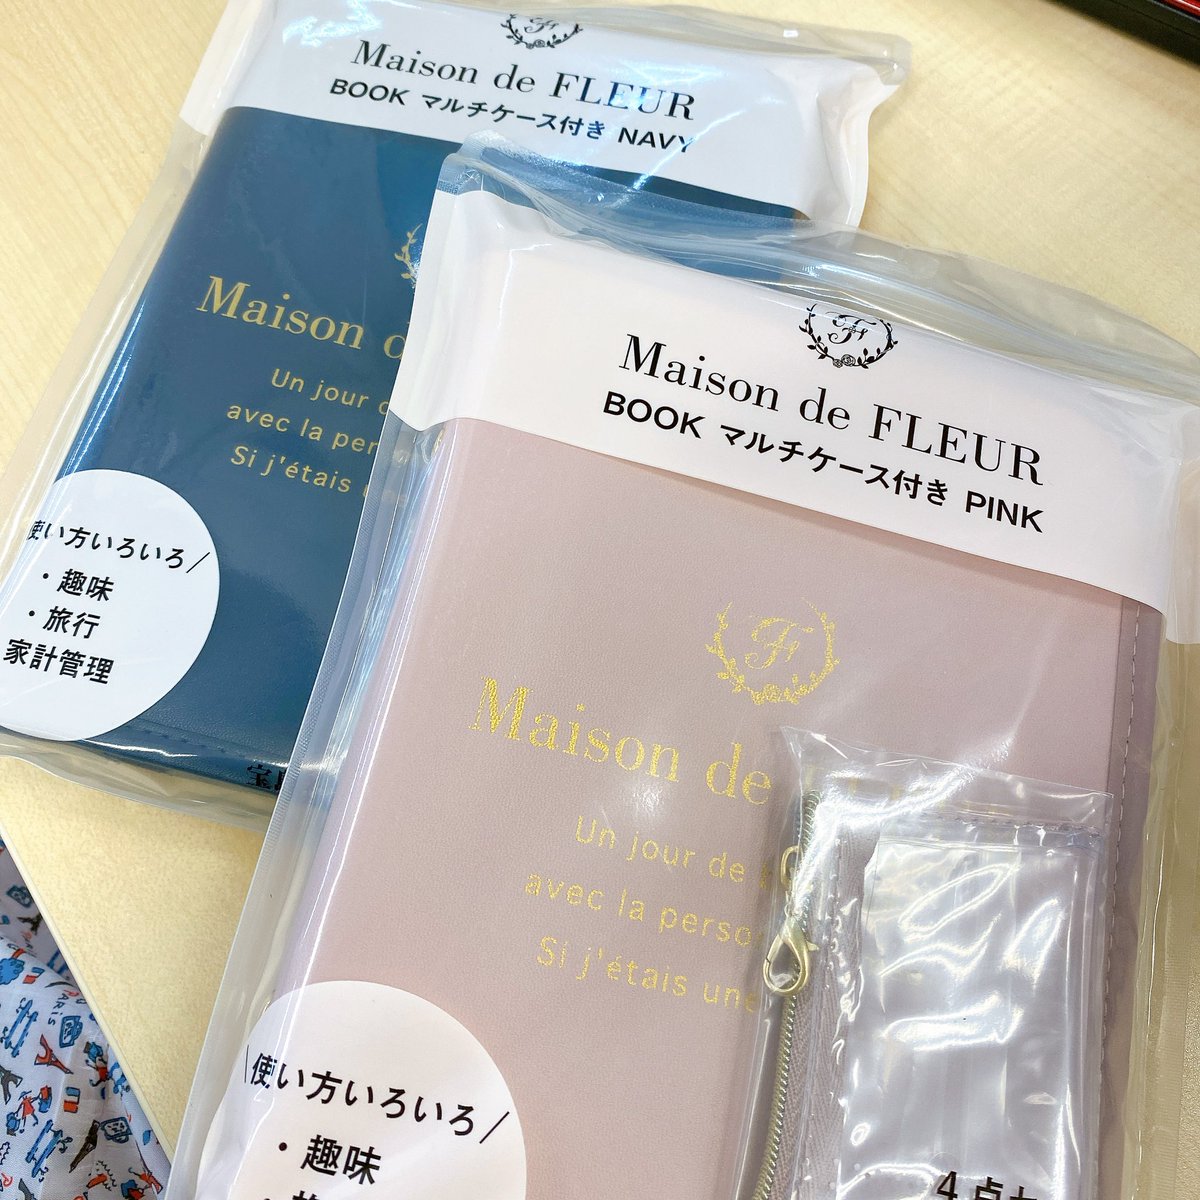 Maison de FLEUR
BOOK マルチケース付き NAVY
Maison
Un jour
avec la
Si j'étais
使い方いろいろ/
・趣味
・旅行
家計管理
Maison de FLEUR
BOOK マルチケース付き PINK
F
Maison de
Un jour de
avec la
Si j'étais une
\使い方いろいろ/
・趣味
4点
PARIS